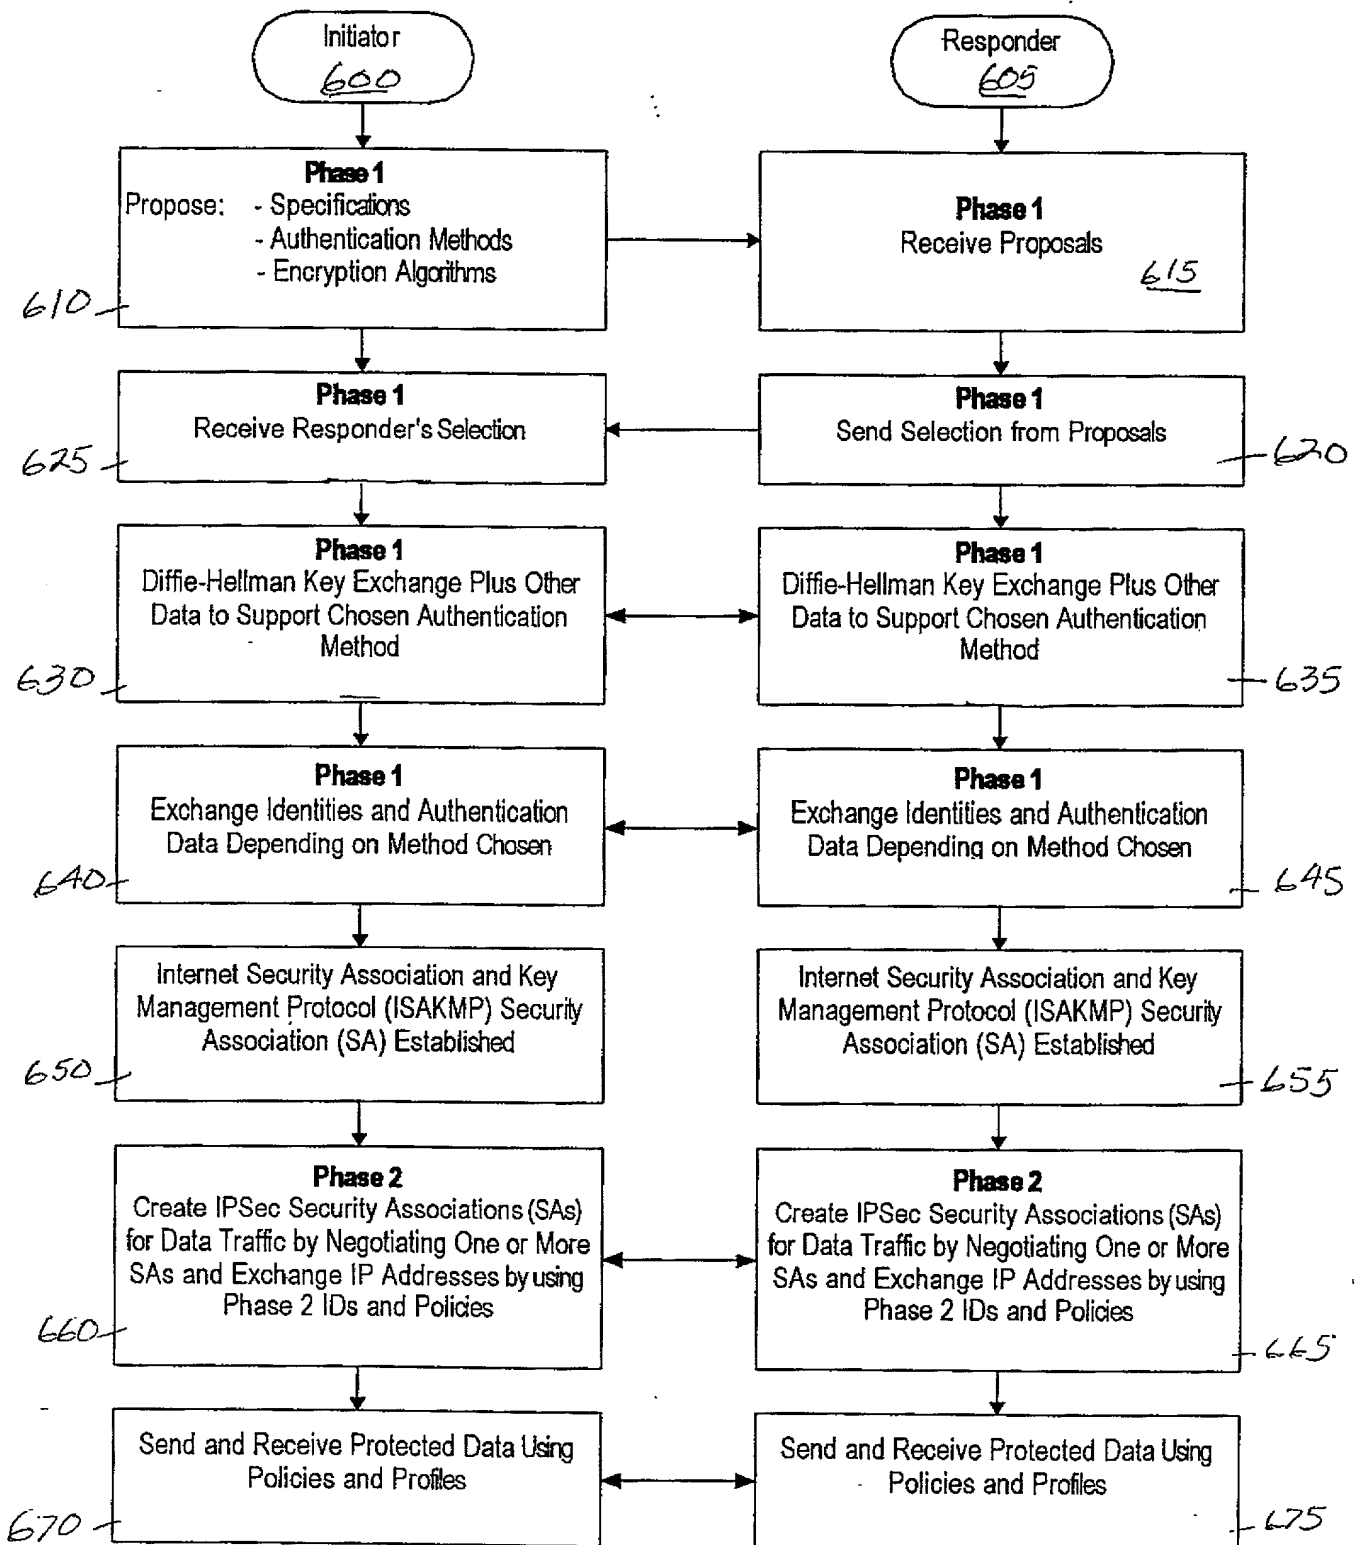 Initiator
600
Responder
605
Phase 1
Propose: - Specifications
- Authentication Methods
- Encryption Algorithms
610
Phase 1
Receive Proposals
615
Phase 1
Receive Responder's Selection
625
Phase 1
Send Selection from Proposals
620
Phase 1
Diffie-Hellman Key Exchange Plus Other
Data to Support Chosen Authentication
Method
630
Phase 1
Diffie-Hellman Key Exchange Plus Other
Data to Support Chosen Authentication
Method
635
Phase 1
Exchange Identities and Authentication
Data Depending on Method Chosen
640
Phase 1
Exchange Identities and Authentication
Data Depending on Method Chosen
645
Internet Security Association and Key
Management Protocol (ISAKMP) Security
Association (SA) Established
650
Internet Security Association and Key
Management Protocol (ISAKMP) Security
Association (SA) Established
655
Phase 2
Create IPSec Security Associations (SAs)
for Data Traffic by Negotiating One or More
SAs and Exchange IP Addresses by using
Phase 2 IDs and Policies
660
Phase 2
Create IPSec Security Associations (SAs)
for Data Traffic by Negotiating One or More
SAs and Exchange IP Addresses by using
Phase 2 IDs and Policies
665
Send and Receive Protected Data Using
Policies and Profiles
670
Send and Receive Protected Data Using
Policies and Profiles
675